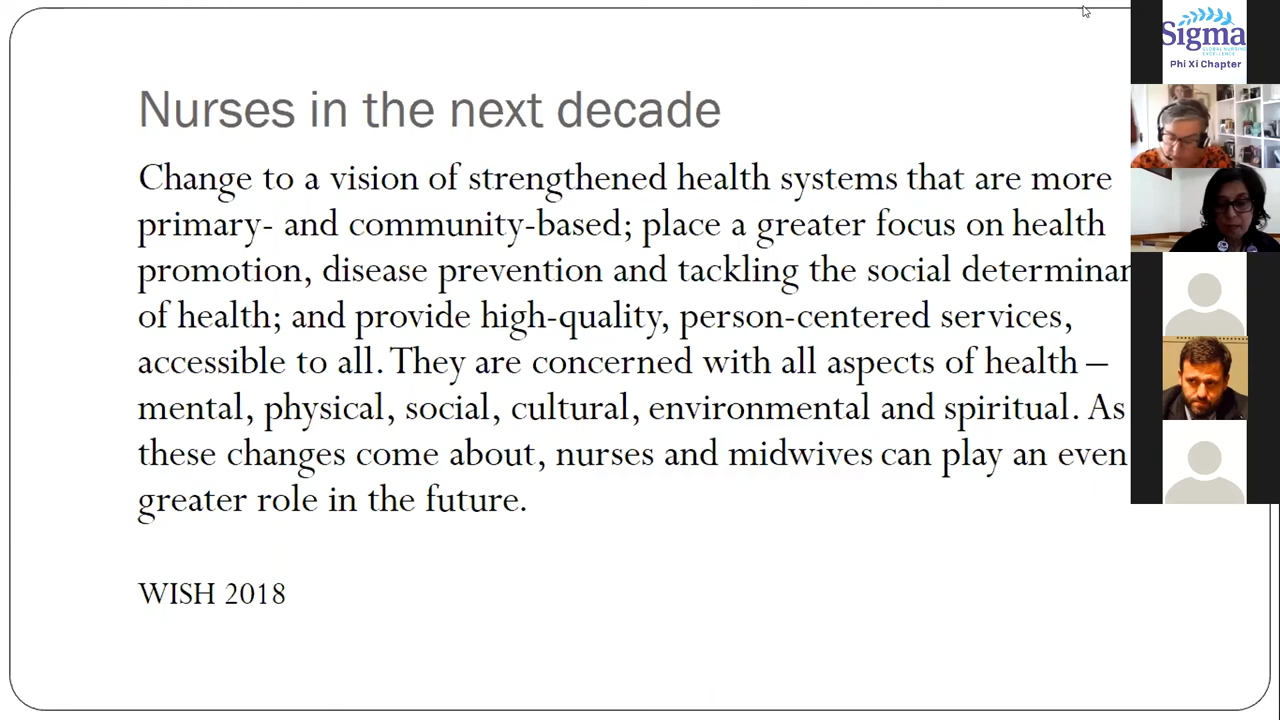 Nurses in the next decade
Change to a vision of strengthened health systems that are more
primary- and community-based; place a greater focus on health
promotion, disease prevention and tackling the social determinan
of health; and provide high-quality, person-centered services,
accessible to all. They are concerned with all aspects of health –
mental, physical, social, cultural, environmental and spiritual. As
these changes come about, nurses and midwives can play an even
greater role in the future.
WISH 2018
Sigma
GLOBAL NURSING
EXCELLENCE
Phi Xi Chapter